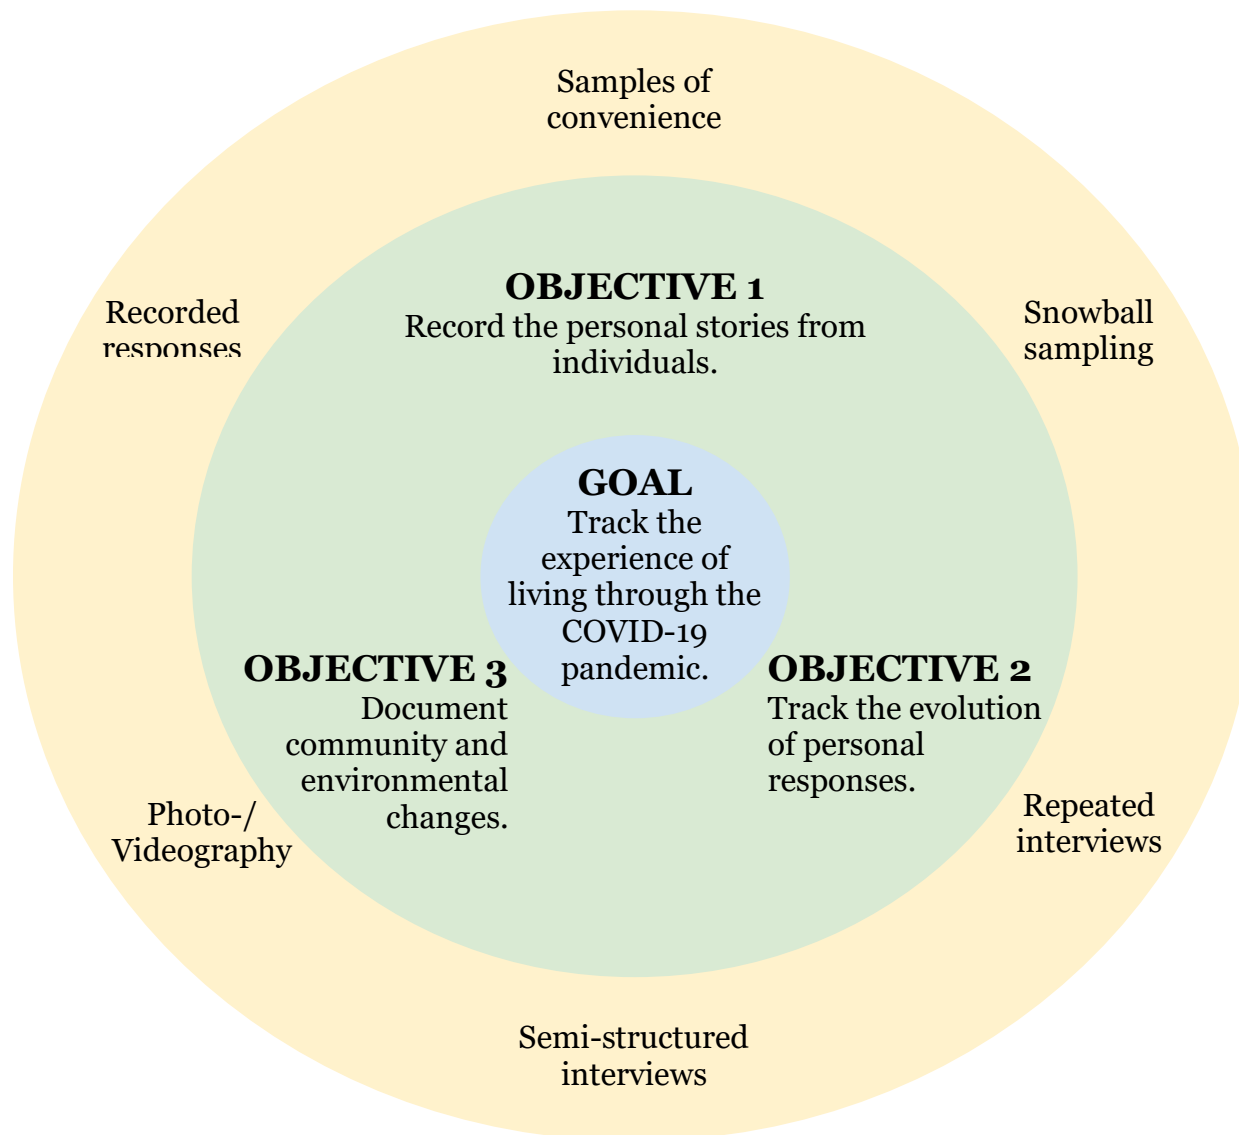 Samples of
convenience
OBJECTIVE 1
Record the personal stories from
individuals.
Recorded
responses
Snowball
sampling
GOAL
Track the
experience of
living through the
COVID-19
pandemic.
OBJECTIVE 3
Document
community and
environmental
changes.
OBJECTIVE 2
Track the evolution
of personal
responses.
Photo-/
Videography
Repeated
interviews
Semi-structured
interviews